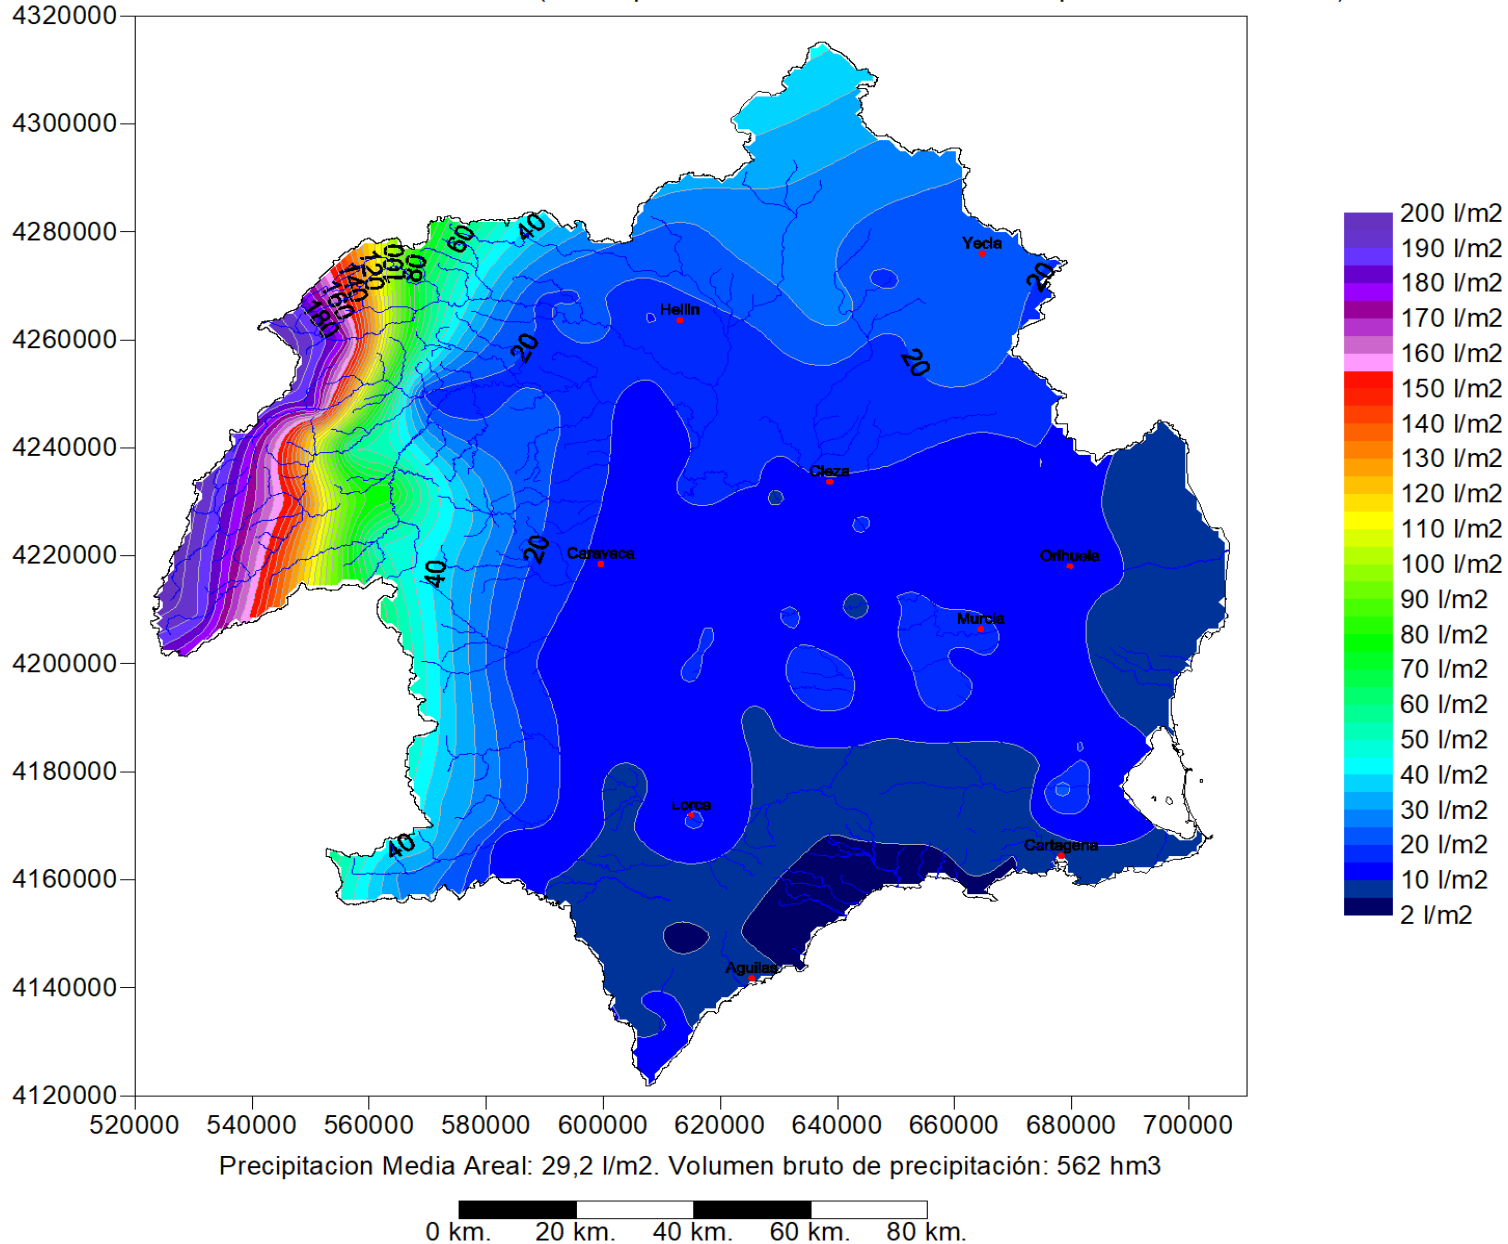 4320000
4300000
4280000
4260000
4240000
4220000
4200000
4180000
4160000
4140000
4120000
520000 540000 560000 580000 600000 620000 640000 660000 680000 700000
180
160
140
120
100
80
60
40
20
20
20
20
40
40
Yecla
Hellin
Cieza
Caravaca
Orihuela
Murcia
Lorca
Cartagena
Aguilas
200 l/m2
190 l/m2
180 l/m2
170 l/m2
160 l/m2
150 l/m2
140 l/m2
130 l/m2
120 l/m2
110 l/m2
100 l/m2
90 l/m2
80 l/m2
70 l/m2
60 l/m2
50 l/m2
40 l/m2
30 l/m2
20 l/m2
10 l/m2
2 l/m2
Precipitacion Media Areal: 29,2 l/m2. Volumen bruto de precipitación: 562 hm3
0 km. 20 km. 40 km. 60 km. 80 km.